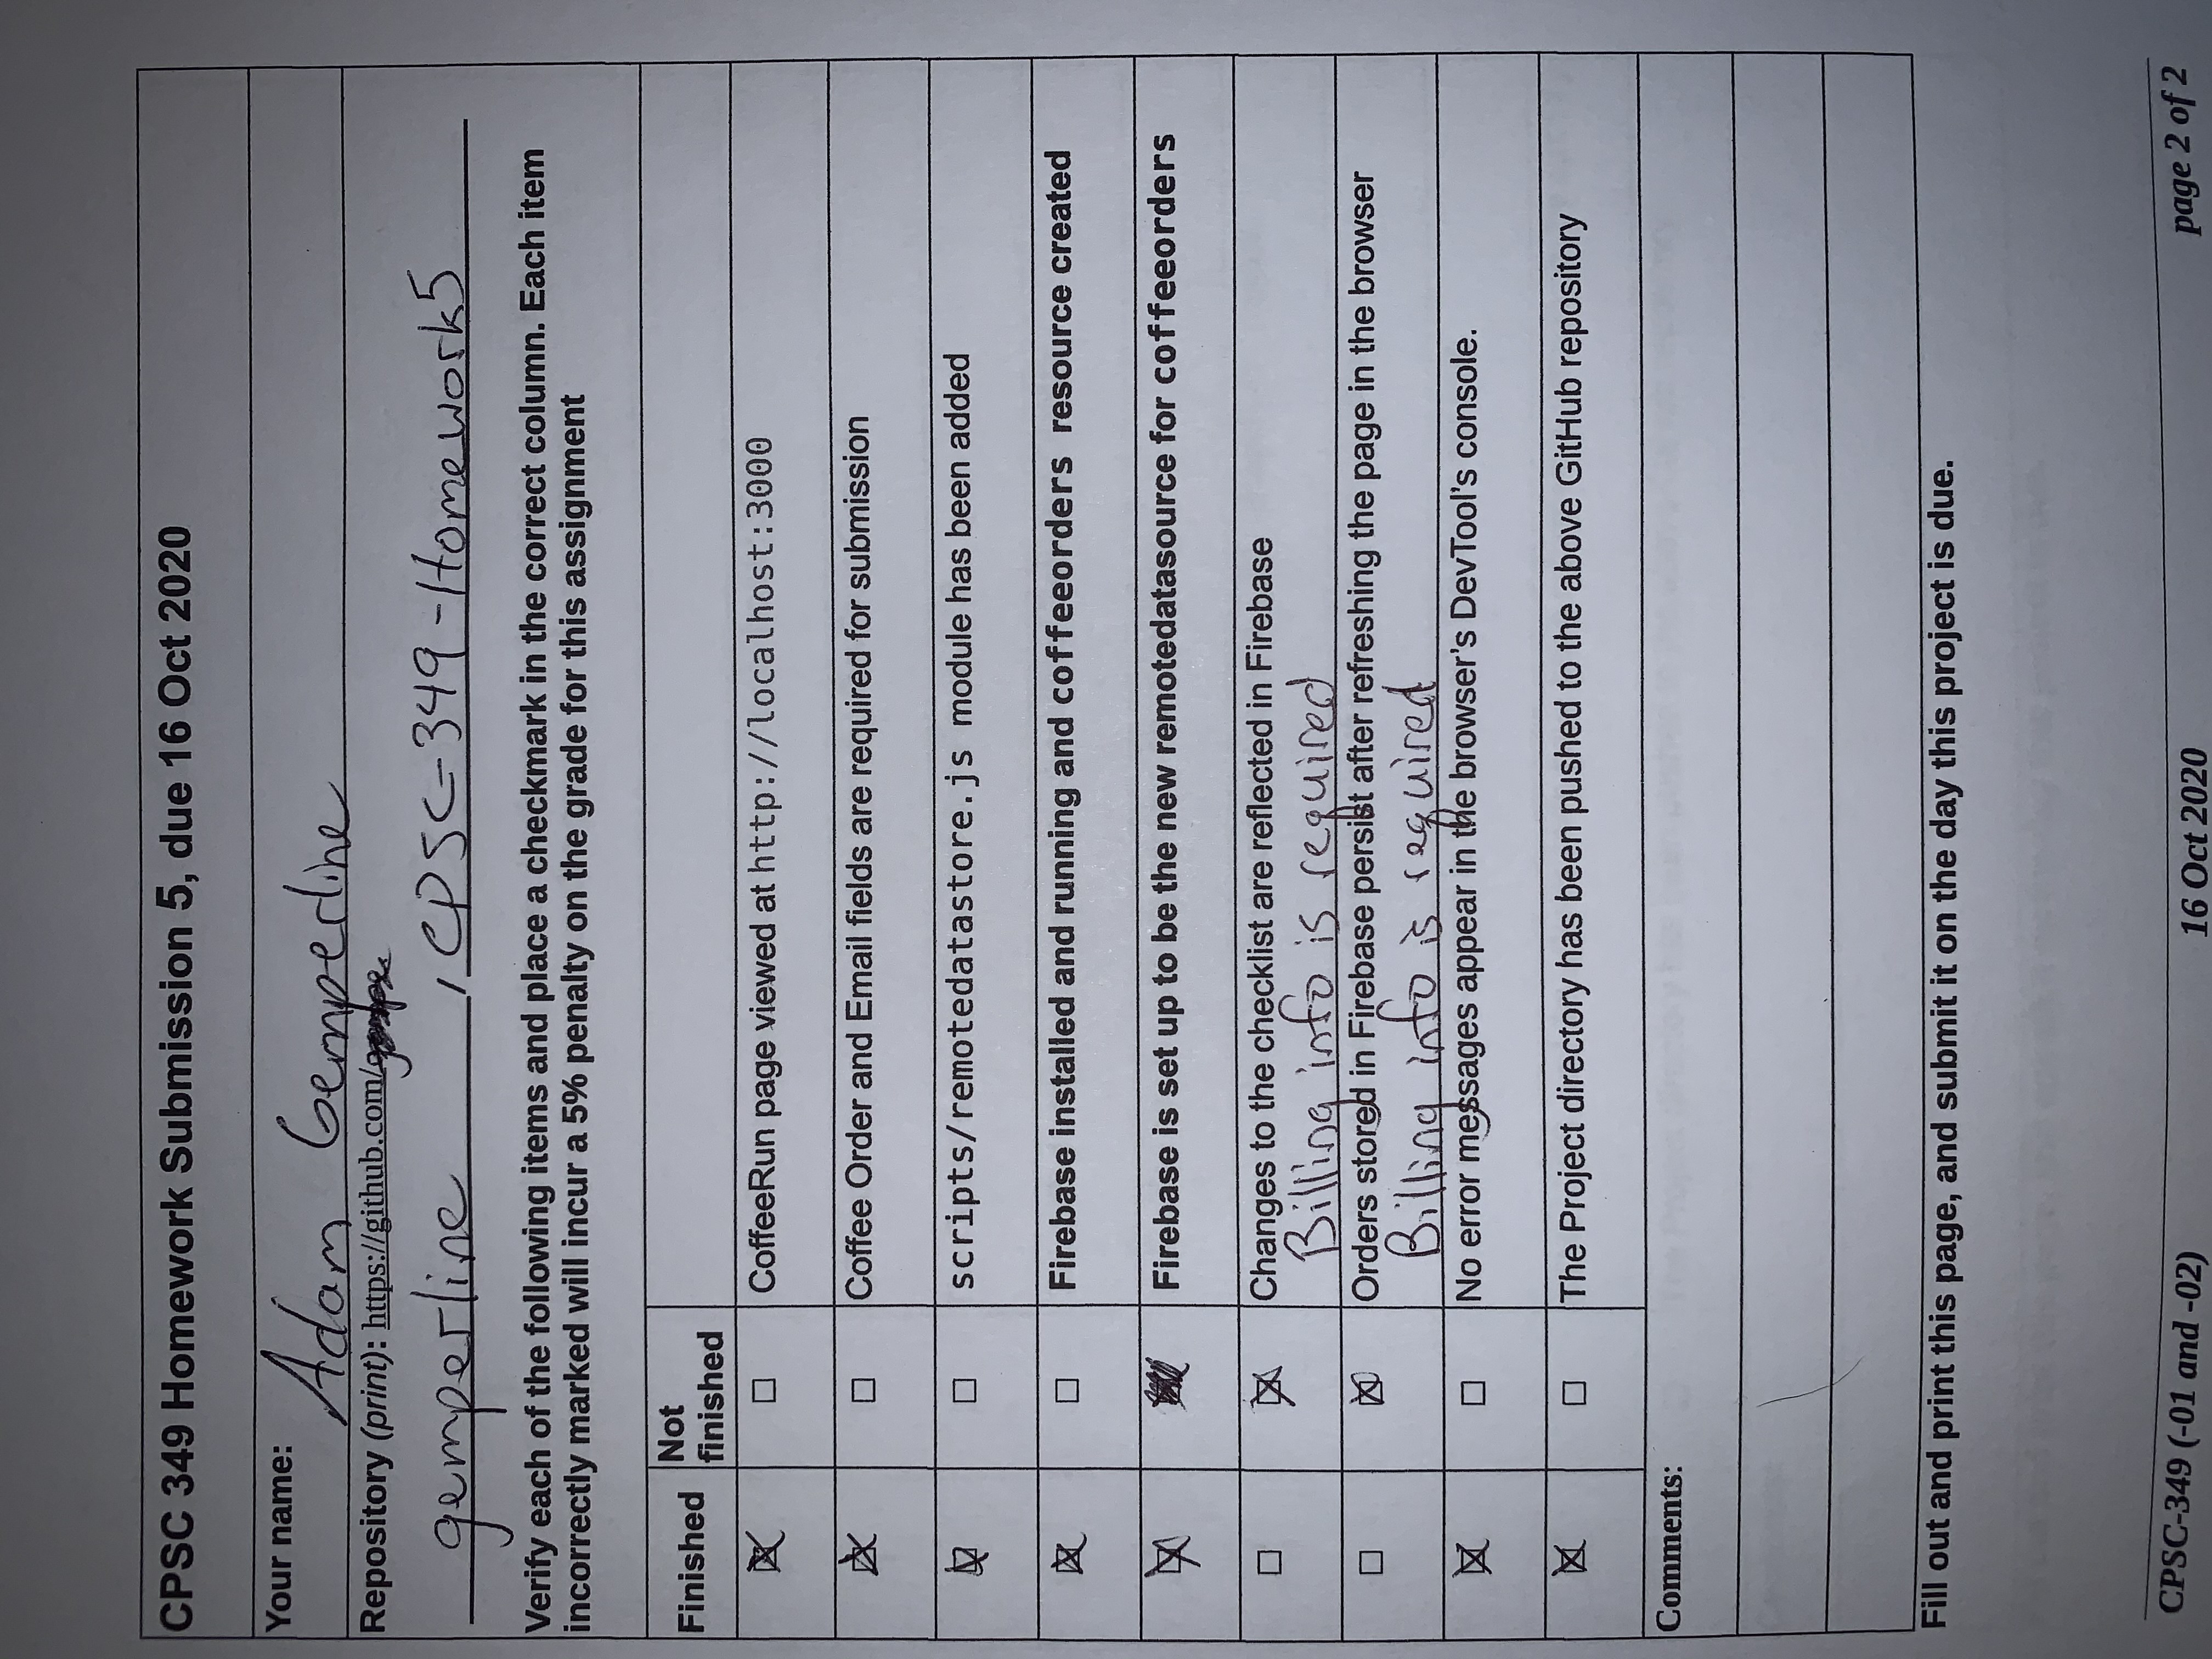 CPSC 349 Homework Submission 5, due 16 Oct 2020
Your name: Adam Gemperline
Repository (print): https://github.com/
gemperline / CPSC-349-Homework5
Verify each of the following items and place a checkmark in the correct column. Each item
incorrectly marked will incur a 5% penalty on the grade for this assignment
Finished Not finished
CoffeeRun page viewed at http://localhost:3000
Coffee Order and Email fields are required for submission
scripts/remotedatastore.js module has been added
Firebase installed and running and coffeeorders resource created
Firebase is set up to be the new remotedatasource for coffeeorders
Changes to the checklist are reflected in Firebase
Billing info is required
Orders stored in Firebase persist after refreshing the page in the browser
Billing info is required
No error messages appear in the browser's DevTool's console.
The Project directory has been pushed to the above GitHub repository
Comments:
Fill out and print this page, and submit it on the day this project is due.
CPSC-349 (-01 and -02) 16 Oct 2020 page 2 of 2